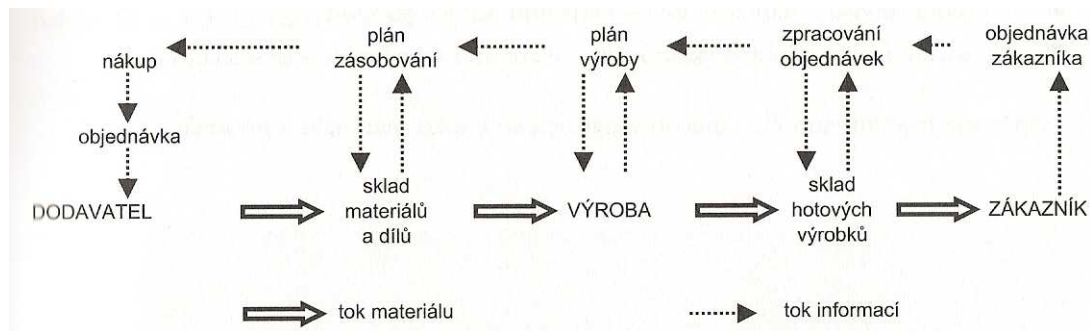 nákup
plán
zásobování
plán
výroby
zpracování
objednávek
objednávka
zákazníka
objednávka
DODAVATEL
sklad
materiálů
a dílů
VÝROBA
sklad
hotových
výrobků
ZÁKAZNÍK
tok materiálu
tok informací